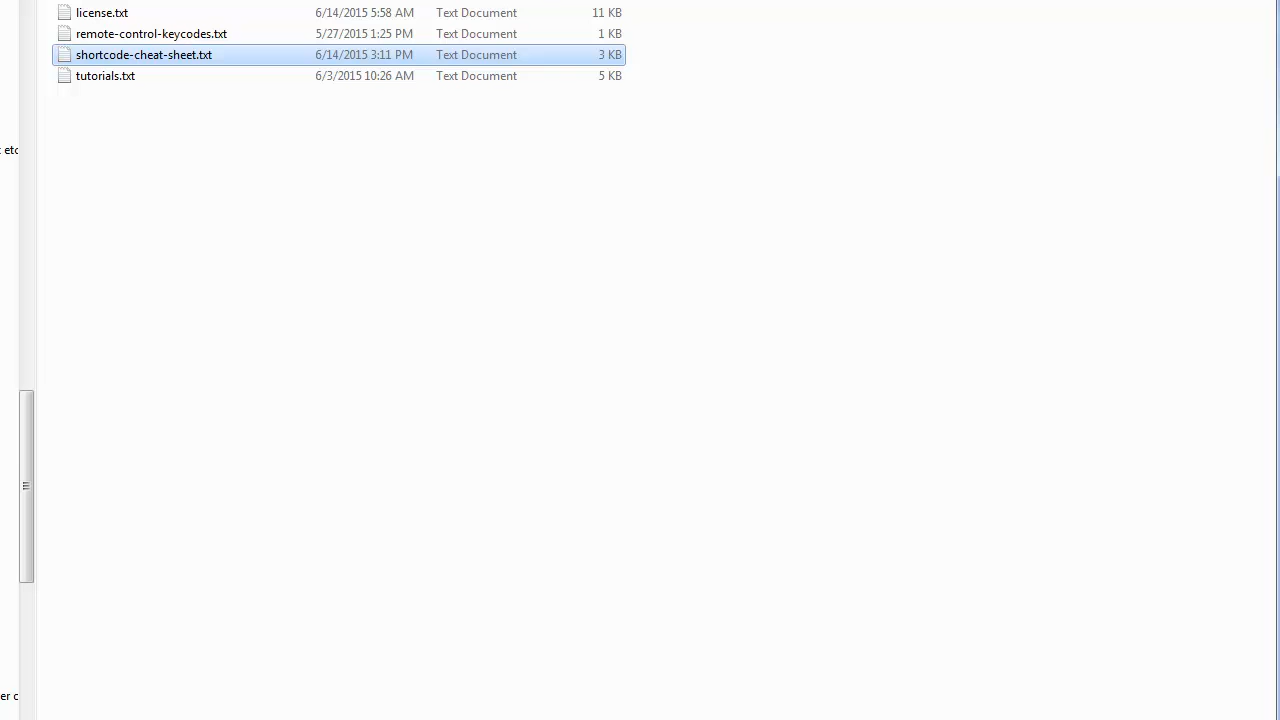 license.txt 6/14/2015 5:58 AM Text Document 11 KB
remote-control-keycodes.txt 5/27/2015 1:25 PM Text Document 1 KB
shortcode-cheat-sheet.txt 6/14/2015 3:11 PM Text Document 3 KB
tutorials.txt 6/3/2015 10:26 AM Text Document 5 KB